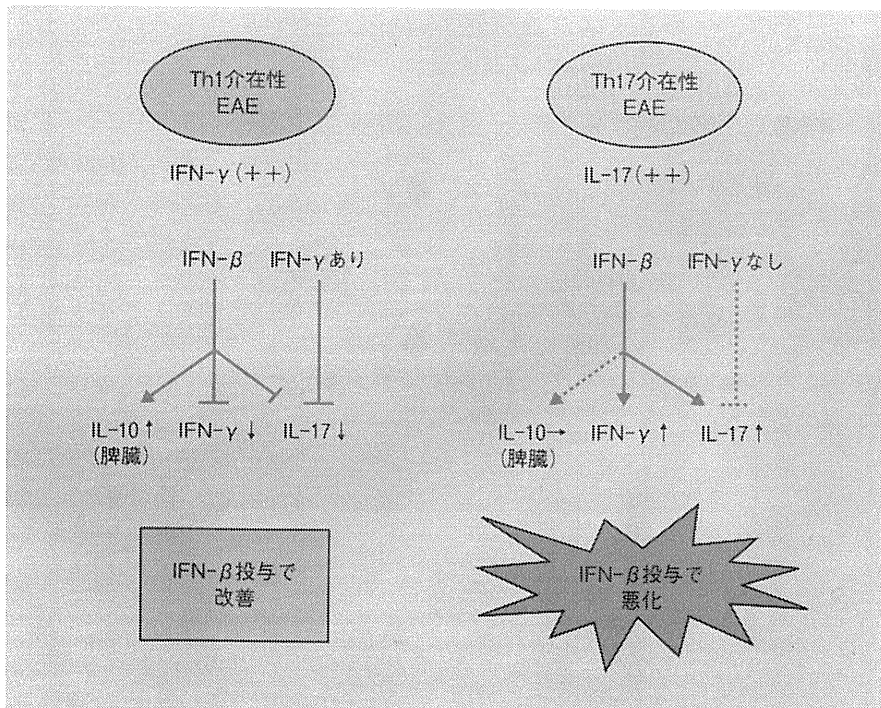 Th1介在性
EAE
IFN-γ(++)
IFN-β
IFN-γあり
IL-10↑
(脾臓)
IFN-γ↓
IL-17↓
IFN-β投与で
改善
Th17介在性
EAE
IL-17(++)
IFN-β
IFN-γなし
IL-10→
(脾臓)
IFN-γ↑
IL-17↑
IFN-β投与で
悪化